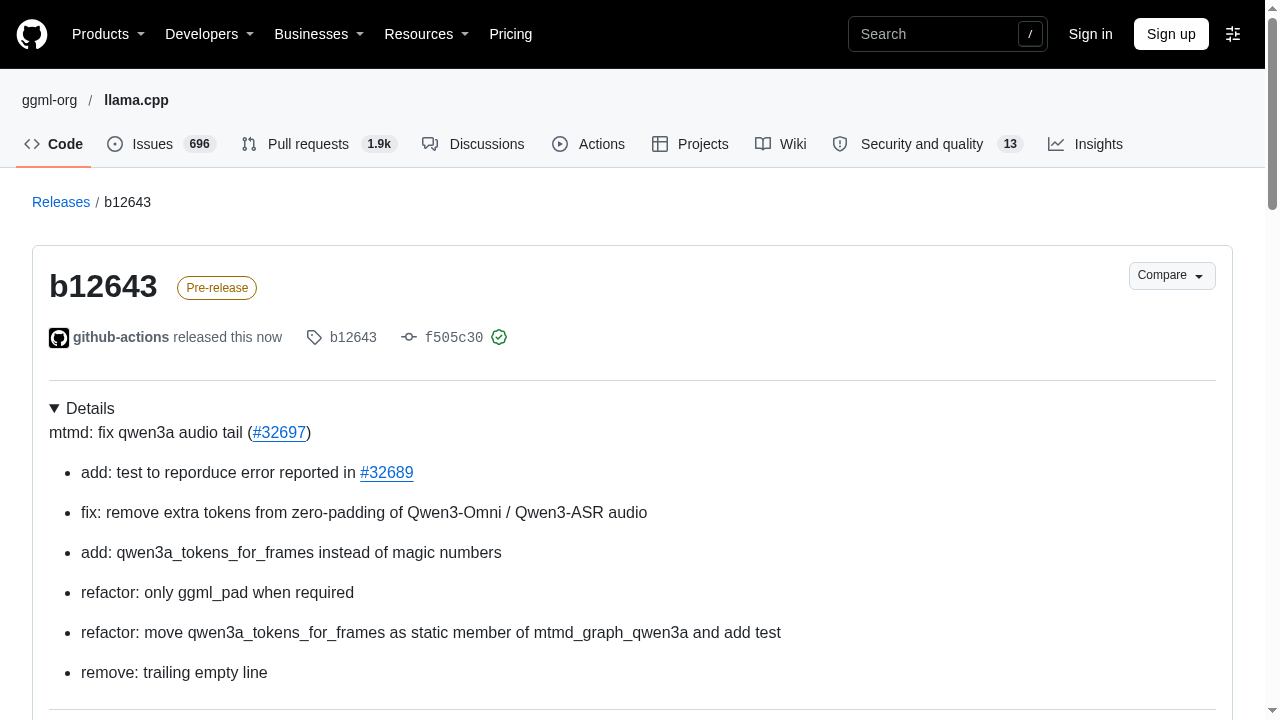 Products Developers Businesses Resources Pricing Search / Sign in Sign up
ggml-org / llama.cpp
Code Issues 696 Pull requests 1.9k Discussions Actions Projects Wiki Security and quality 13 Insights
Releases / b12643
b12643 Pre-release Compare
github-actions released this now b12643 f505c30
Details
mtmd: fix qwen3a audio tail (#32697)
add: test to reporduce error reported in #32689
fix: remove extra tokens from zero-padding of Qwen3-Omni / Qwen3-ASR audio
add: qwen3a_tokens_for_frames instead of magic numbers
refactor: only ggml_pad when required
refactor: move qwen3a_tokens_for_frames as static member of mtmd_graph_qwen3a and add test
remove: trailing empty line